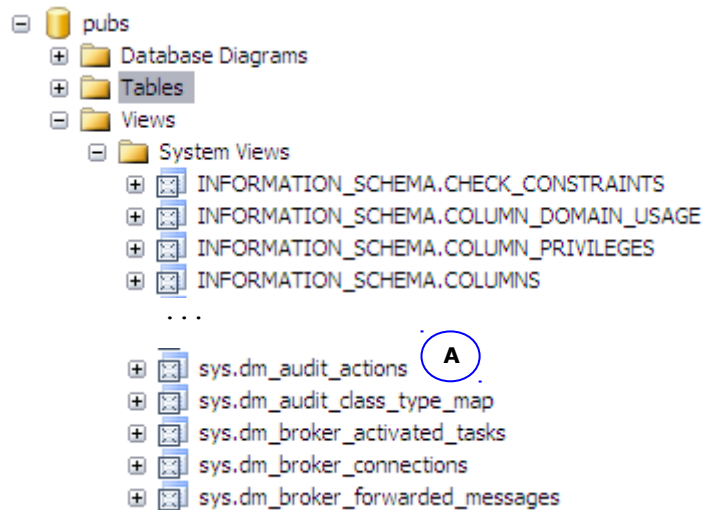 pubs
Database Diagrams
Tables
Views
System Views
INFORMATION_SCHEMA.CHECK_CONSTRAINTS
INFORMATION_SCHEMA.COLUMN_DOMAIN_USAGE
INFORMATION_SCHEMA.COLUMN_PRIVILEGES
INFORMATION_SCHEMA.COLUMNS
...
sys.dm_audit_actions A
sys.dm_audit_class_type_map
sys.dm_broker_activated_tasks
sys.dm_broker_connections
sys.dm_broker_forwarded_messages